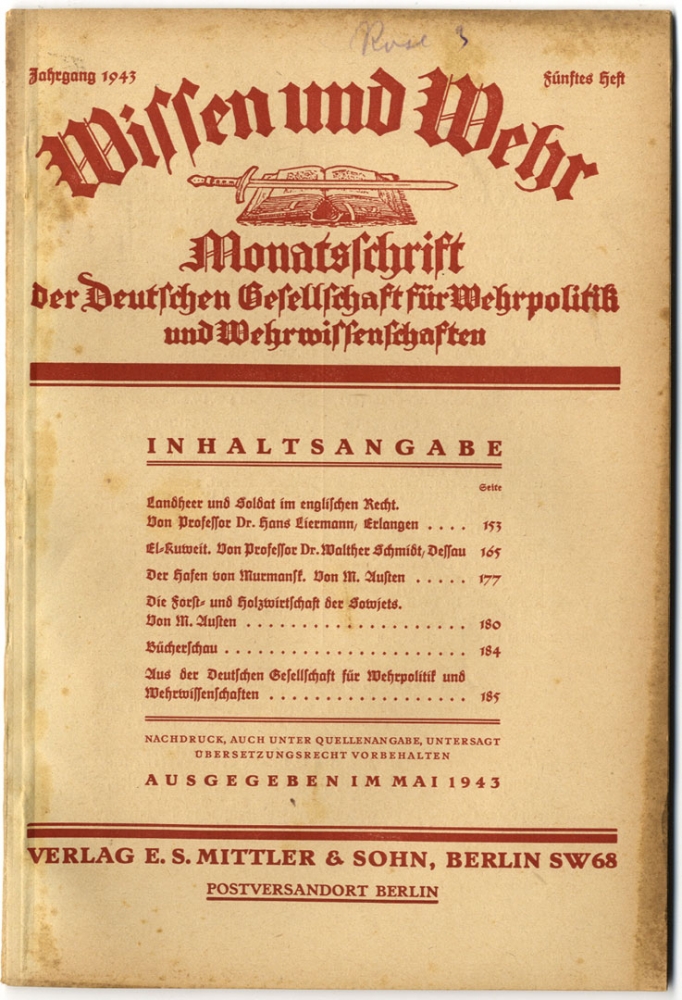 Rose 3
Jahrgang 1943
Fünftes Heft
Wissen und Wehr
Monatsschrift
der Deutschen Gesellschaft für Wehrpolitik
und Wehrwissenschaften
INHALTSANGABE
Seite
Landheer und Soldat im englischen Recht.
Von Professor Dr. Hans Liermann, Erlangen . . . . 153
El-Kuweit. Von Professor Dr. Walther Schmidt, Dessau 165
Der Hafen von Murmansk. Von M. Austen . . . . . 177
Die Forst- und Holzwirtschaft der Sowjets.
Von M. Austen . . . . . . . . . . . . . . . . . . . . 180
Bücherschau . . . . . . . . . . . . . . . . . . . . . . 184
Aus der Deutschen Gesellschaft für Wehrpolitik und
Wehrwissenschaften . . . . . . . . . . . . . . . . . . 185
NACHDRUCK, AUCH UNTER QUELLENANGABE, UNTERSAGT
ÜBERSETZUNGSRECHT VORBEHALTEN
AUSGEGEBEN IM MAI 1943
VERLAG E. S. MITTLER & SOHN, BERLIN SW68
POSTVERSANDORT BERLIN